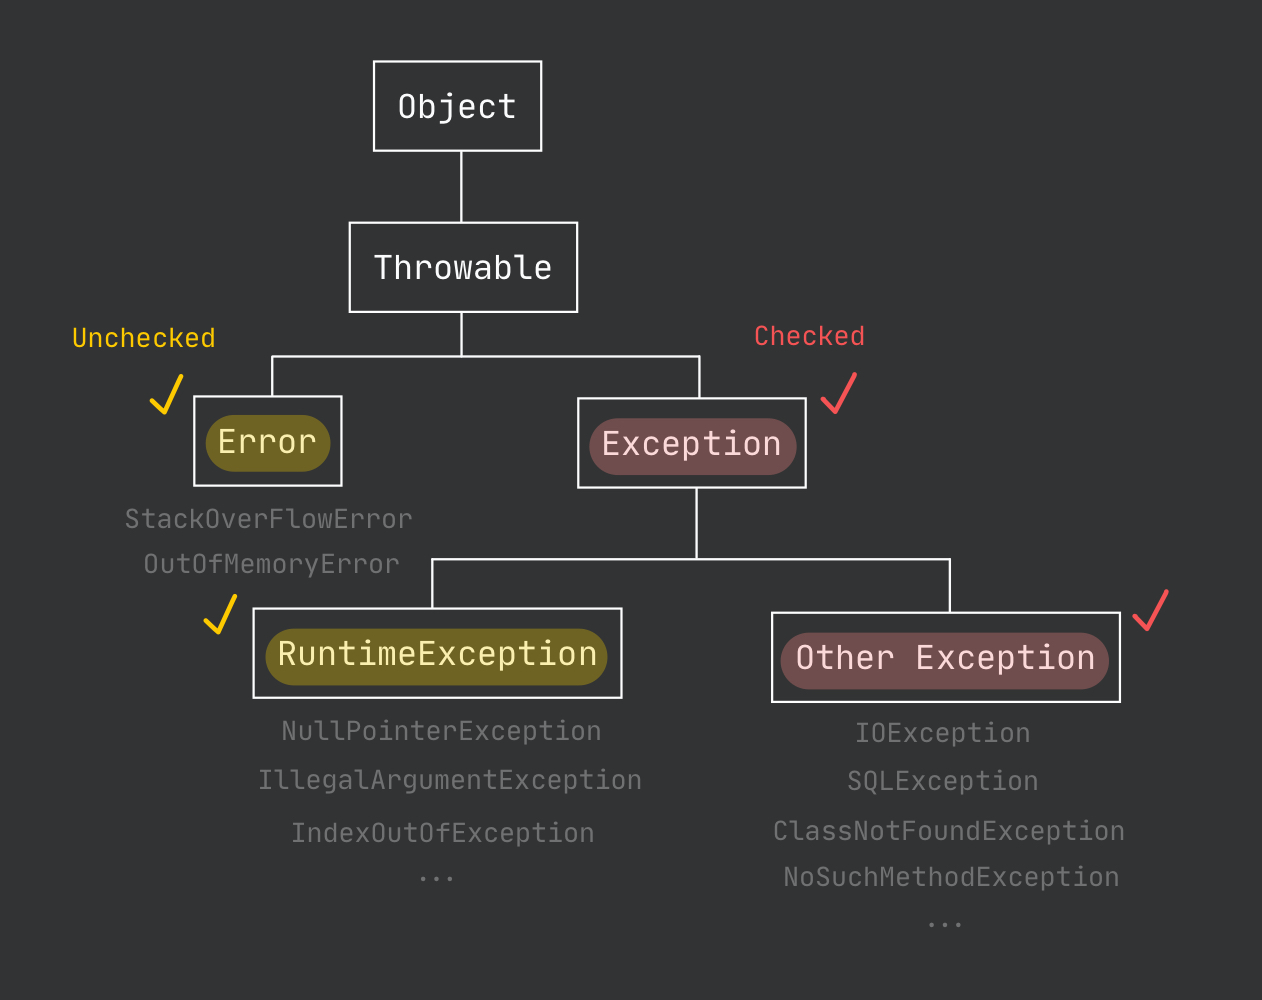 Object
Throwable
Unchecked
Checked
Error
Exception
StackOverFlowError
OutOfMemoryError
RuntimeException
Other Exception
NullPointerException
IllegalArgumentException
IndexOutOfException
...
IOException
SQLException
ClassNotFoundException
NoSuchMethodException
...